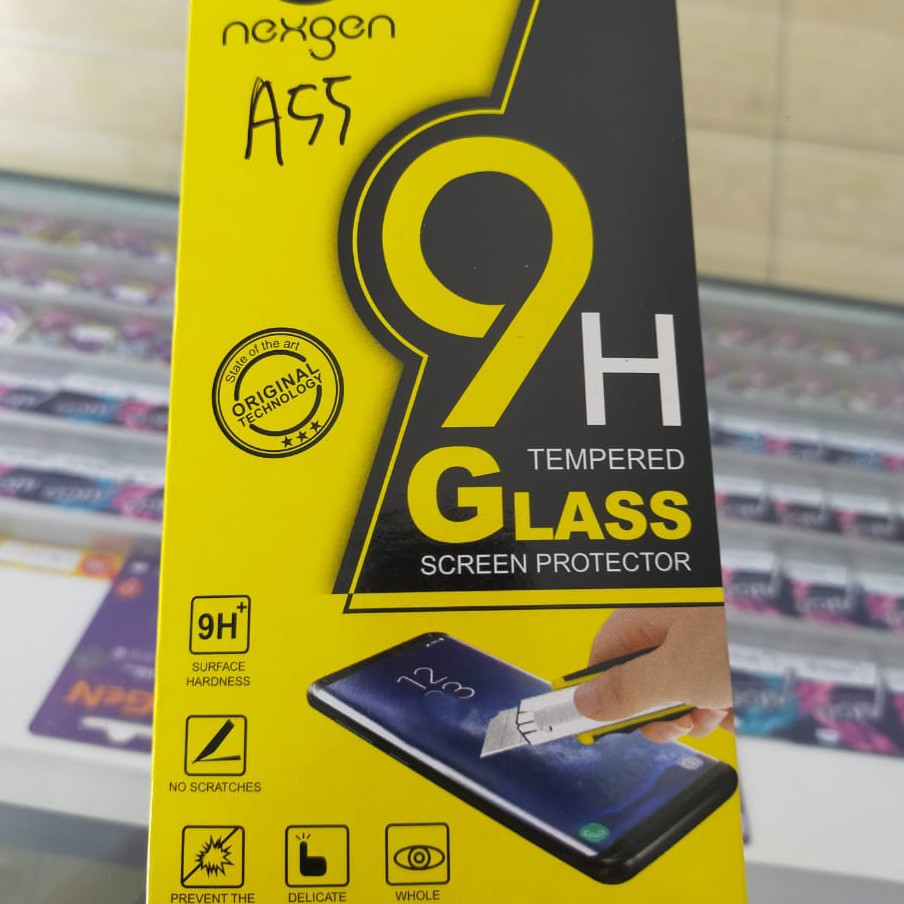 nexgen
A55
9H
TEMPERED
GLASS
SCREEN PROTECTOR
State of the art
ORIGINAL
TECHNOLOGY
9H+
SURFACE
HARDNESS
NO SCRATCHES
PREVENT THE
DELICATE
WHOLE
12